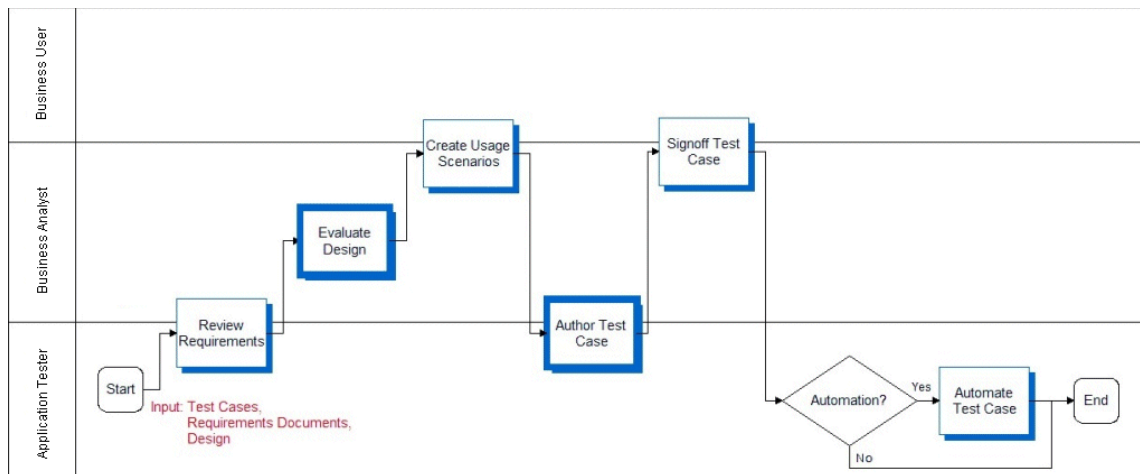 Business User
Business Analyst
Application Tester
Start
Review
Requirements
Input: Test Cases,
Requirements Documents,
Design
Evaluate
Design
Create Usage
Scenarios
Author Test
Case
Signoff Test
Case
Automation?
Yes
No
Automate
Test Case
End